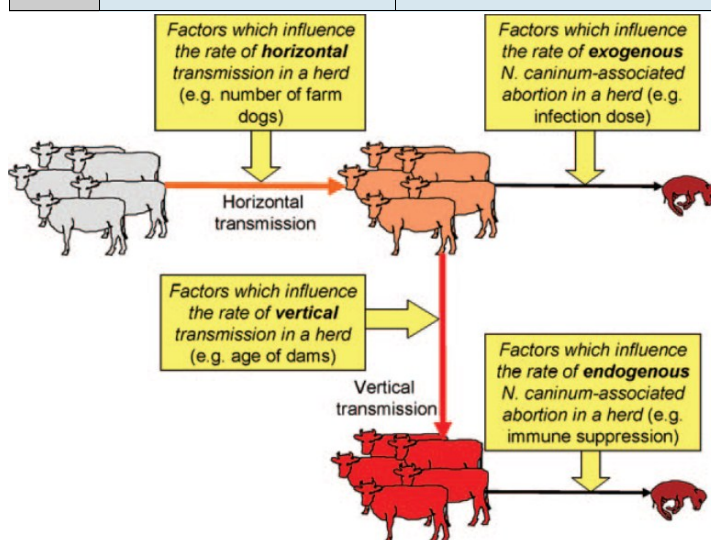 Factors which influence
the rate of horizontal
transmission in a herd
(e.g. number of farm
dogs)
Factors which influence
the rate of exogenous
N. caninum-associated
abortion in a herd (e.g.
infection dose)
Horizontal
transmission
Factors which influence
the rate of vertical
transmission in a herd
(e.g. age of dams)
Vertical
transmission
Factors which influence
the rate of endogenous
N. caninum-associated
abortion in a herd (e.g.
immune suppression)